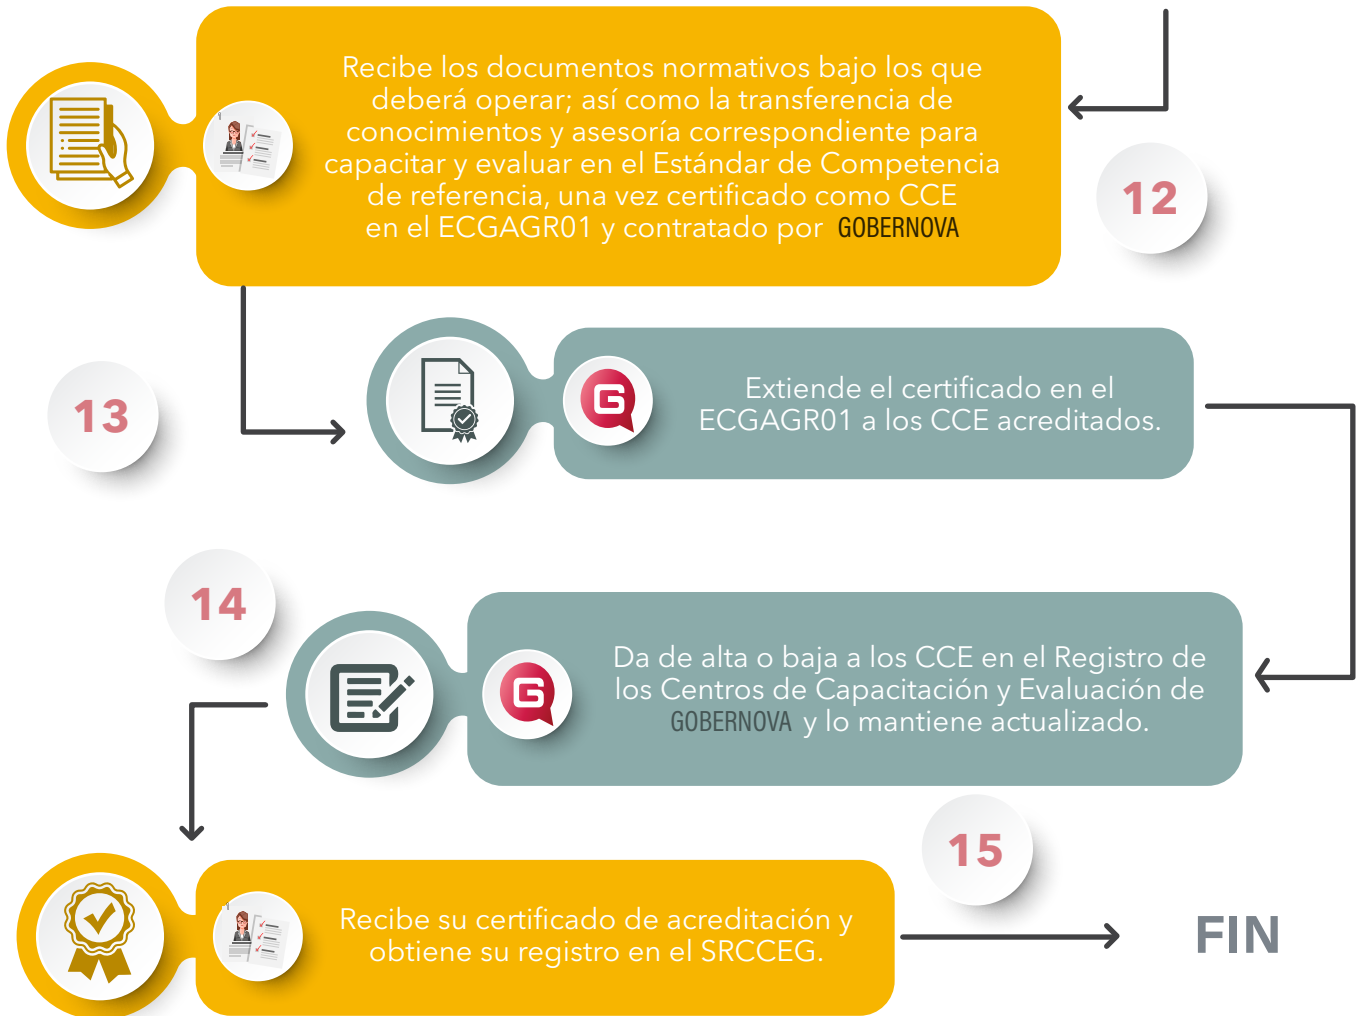 Recibe los documentos normativos bajo los que
deberá operar; así como la transferencia de
conocimientos y asesoría correspondiente para
capacitar y evaluar en el Estándar de Competencia
de referencia, una vez certificado como CCE
en el ECGAGR01 y contratado por GOBERNOVA
12
13
G
Extiende el certificado en el
ECGAGR01 a los CCE acreditados.
14
G
Da de alta o baja a los CCE en el Registro de
los Centros de Capacitación y Evaluación de
GOBERNOVA y lo mantiene actualizado.
15
Recibe su certificado de acreditación y
obtiene su registro en el SRCCEG.
FIN